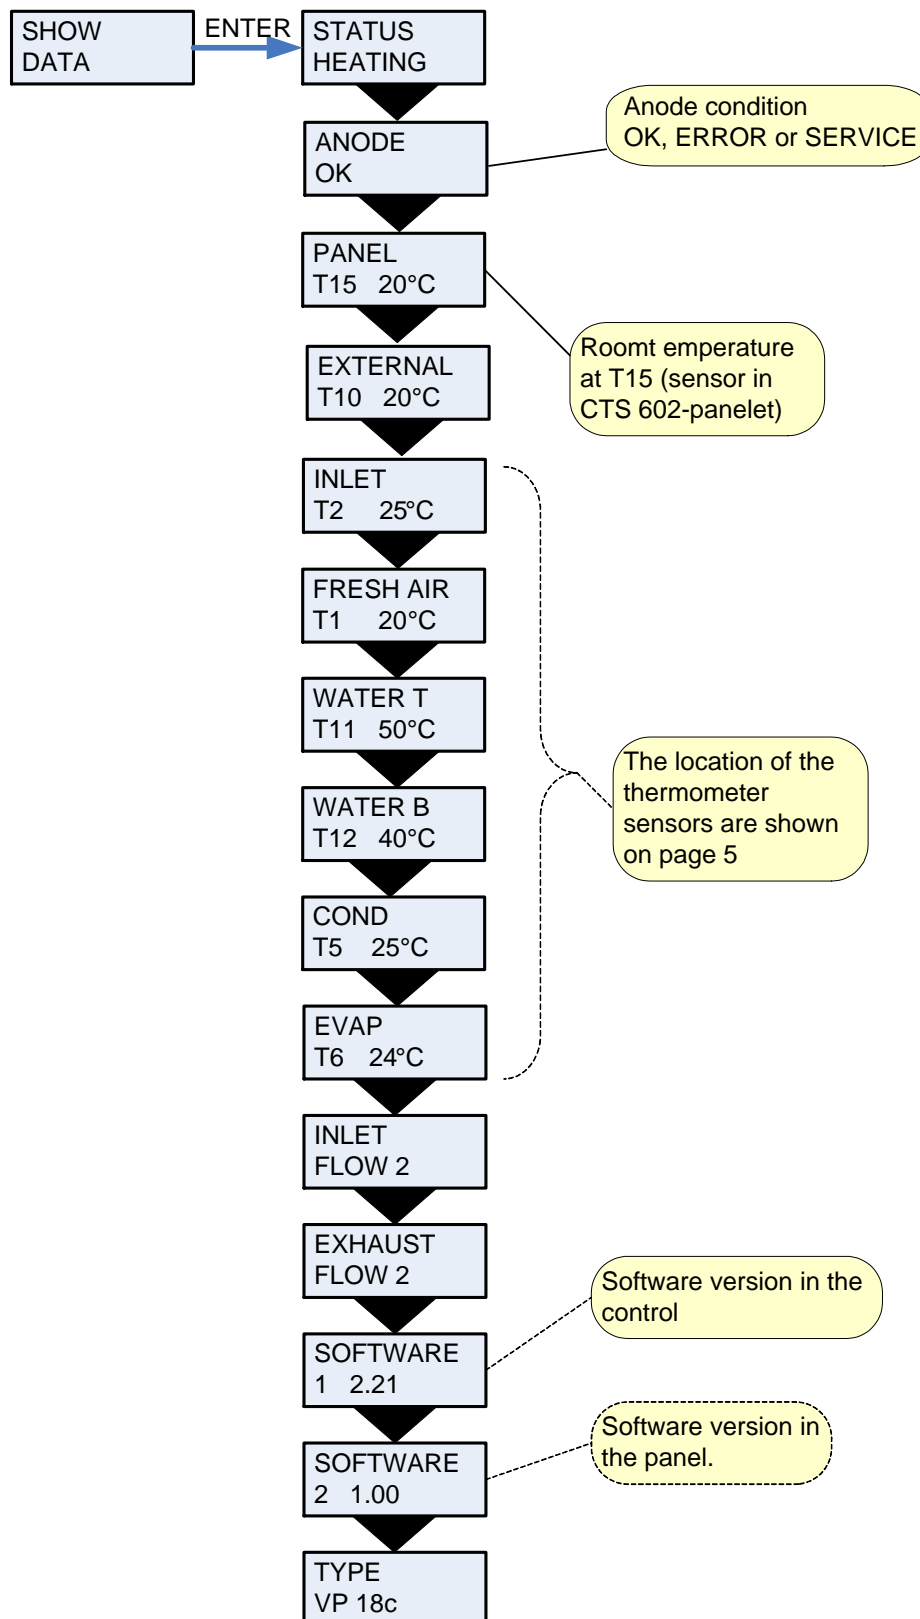 SHOW
DATA
ENTER
STATUS
HEATING
ANODE
OK
Anode condition
OK, ERROR or SERVICE
PANEL
T15 20°C
Roomt emperature
at T15 (sensor in
CTS 602-panelet)
EXTERNAL
T10 20°C
INLET
T2 25°C
FRESH AIR
T1 20°C
WATER T
T11 50°C
WATER B
T12 40°C
The location of the
thermometer
sensors are shown
on page 5
COND
T5 25°C
EVAP
T6 24°C
INLET
FLOW 2
EXHAUST
FLOW 2
Software version in the
control
SOFTWARE
1 2.21
Software version in
the panel.
SOFTWARE
2 1.00
TYPE
VP 18c